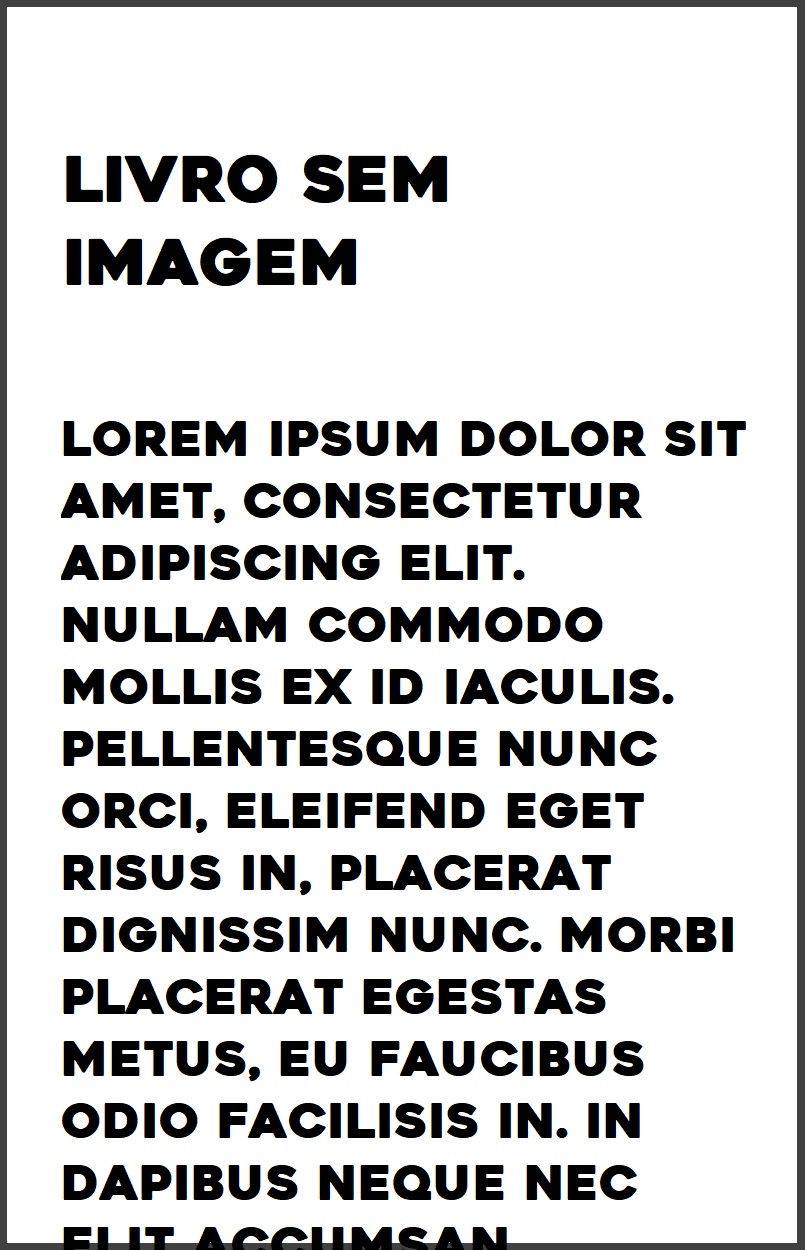 LIVRO SEM
IMAGEM
LOREM IPSUM DOLOR SIT
AMET, CONSECTETUR
ADIPISCING ELIT.
NULLAM COMMODO
MOLLIS EX ID IACULIS.
PELLENTESQUE NUNC
ORCI, ELEIFEND EGET
RISUS IN, PLACERAT
DIGNISSIM NUNC. MORBI
PLACERAT EGESTAS
METUS, EU FAUCIBUS
ODIO FACILISIS IN. IN
DAPIBUS NEQUE NEC
ELIT ACCUMSAN